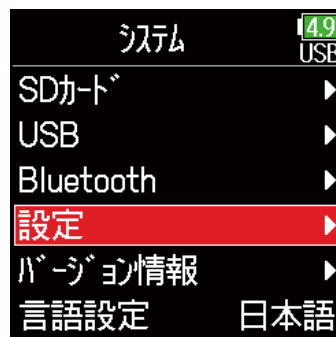 システム
4.9
USB
SDカード
USB
Bluetooth
設定
バージョン情報
言語設定 日本語